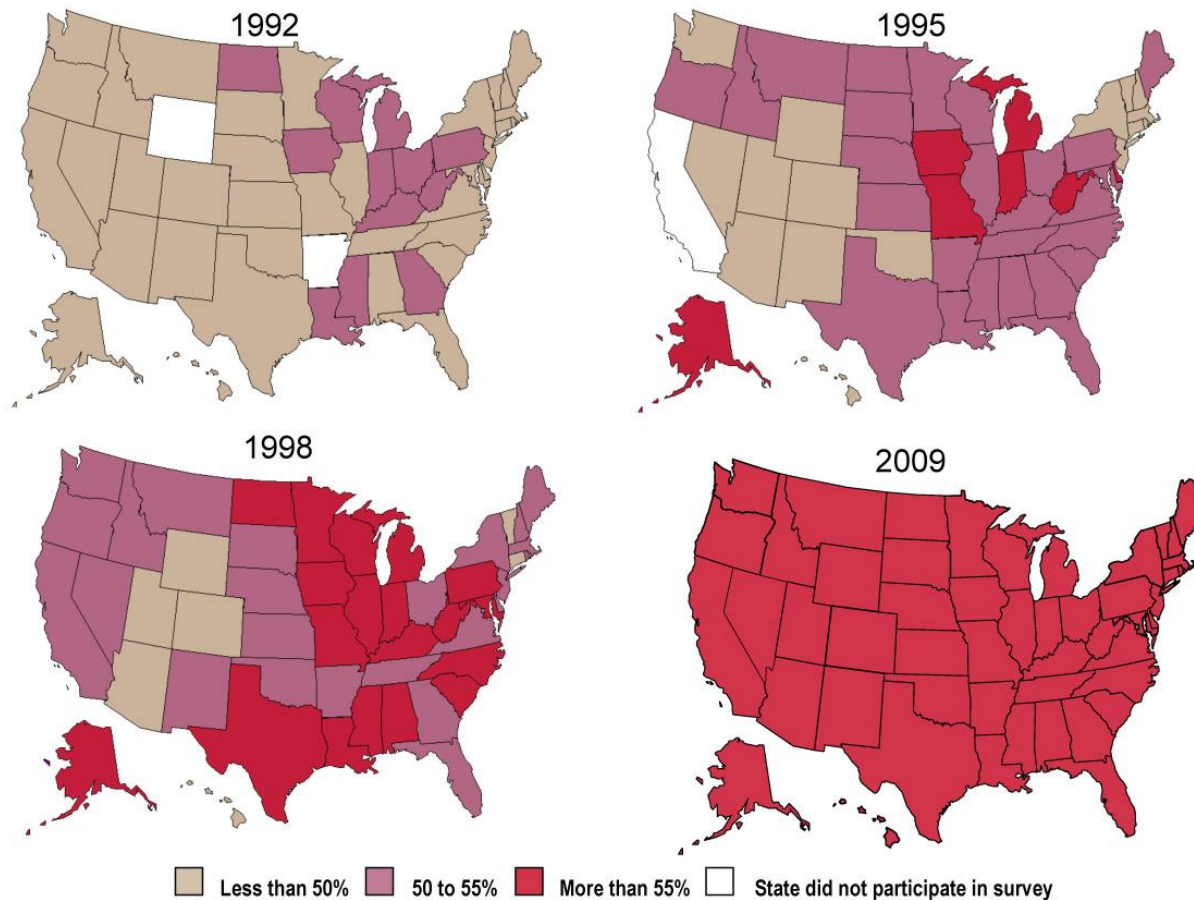 1992
1995
1998
2009
Less than 50% 50 to 55% More than 55% State did not participate in survey